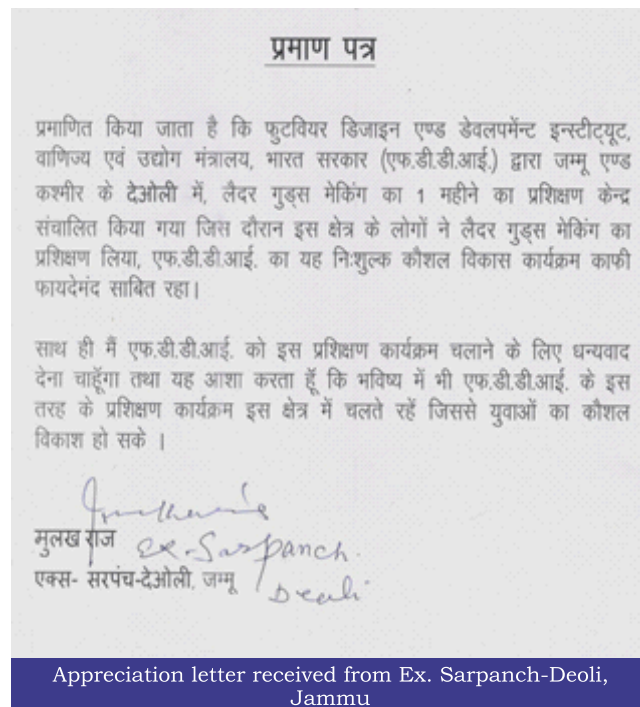 प्रमाण पत्र
प्रमाणित किया जाता है कि फुटवियर डिजाइन एण्ड डेवलपमेंन्ट इन्स्टीट्यूट,
वाणिज्य एवं उद्योग मंत्रालय, भारत सरकार (एफ.डी.डी.आई.) द्वारा जम्मू एण्ड
कश्मीर के देओली में, लैदर गुड्स मेकिंग का 1 महीने का प्रशिक्षण केन्द्र
संचालित किया गया जिस दौरान इस क्षेत्र के लोगों ने लैदर गुड्स मेकिंग का
प्रशिक्षण लिया, एफ.डी.डी.आई. का यह निःशुल्क कौशल विकास कार्यक्रम काफी
फायदेमंद साबित रहा।
साथ ही मैं एफ.डी.डी.आई. को इस प्रशिक्षण कार्यक्रम चलाने के लिए धन्यवाद
देना चाहूँगा तथा यह आशा करता हूँ कि भविष्य में भी एफ.डी.डी.आई. के इस
तरह के प्रशिक्षण कार्यक्रम इस क्षेत्र में चलते रहें जिससे युवाओं का कौशल
विकाश हो सके ।
मुलख राज
Ex-Sarpanch.
एक्स- सरपंच-देओली, जम्मू
Deoli
Appreciation letter received from Ex. Sarpanch-Deoli,
Jammu